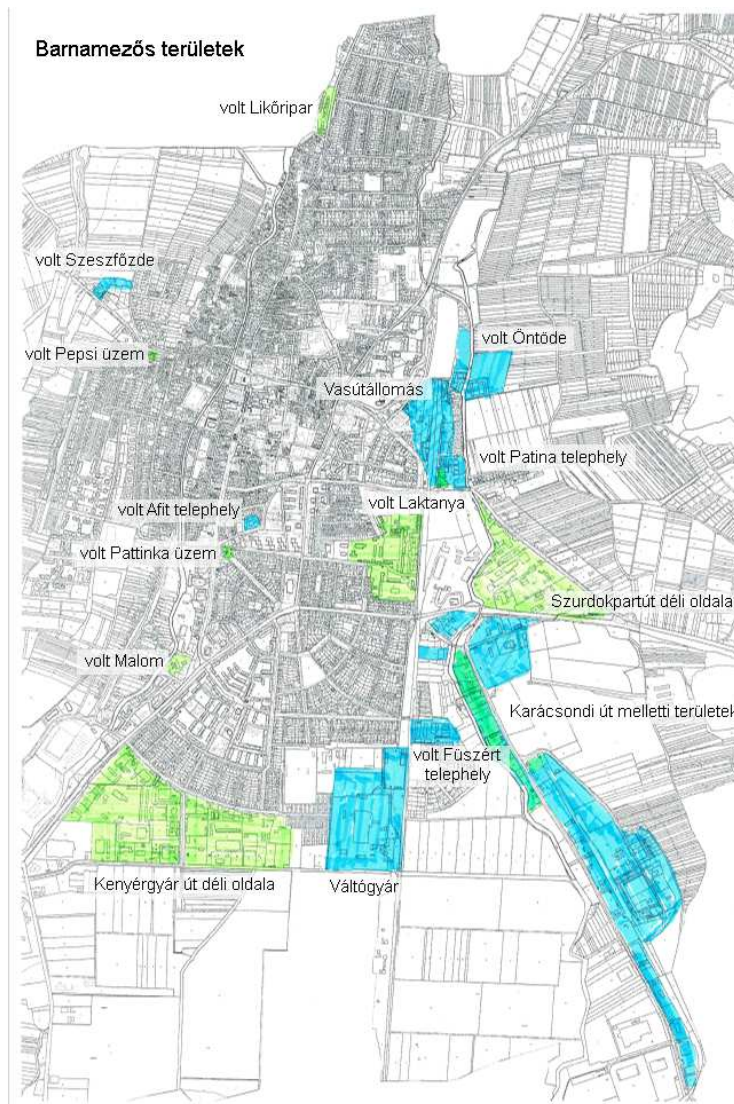 Barnamezős területek
volt Likőripar
volt Szeszfőzde
volt Pepsi üzem
volt Öntöde
Vasútállomás
volt Patina telephely
volt Laktanya
volt Afit telephely
volt Pattinka üzem
Szurdokpartút déli oldala
volt Malom
Karácsondi út melletti területek
volt Füszért
telephely
Kenyérgyár út déli oldala
Váltógyár